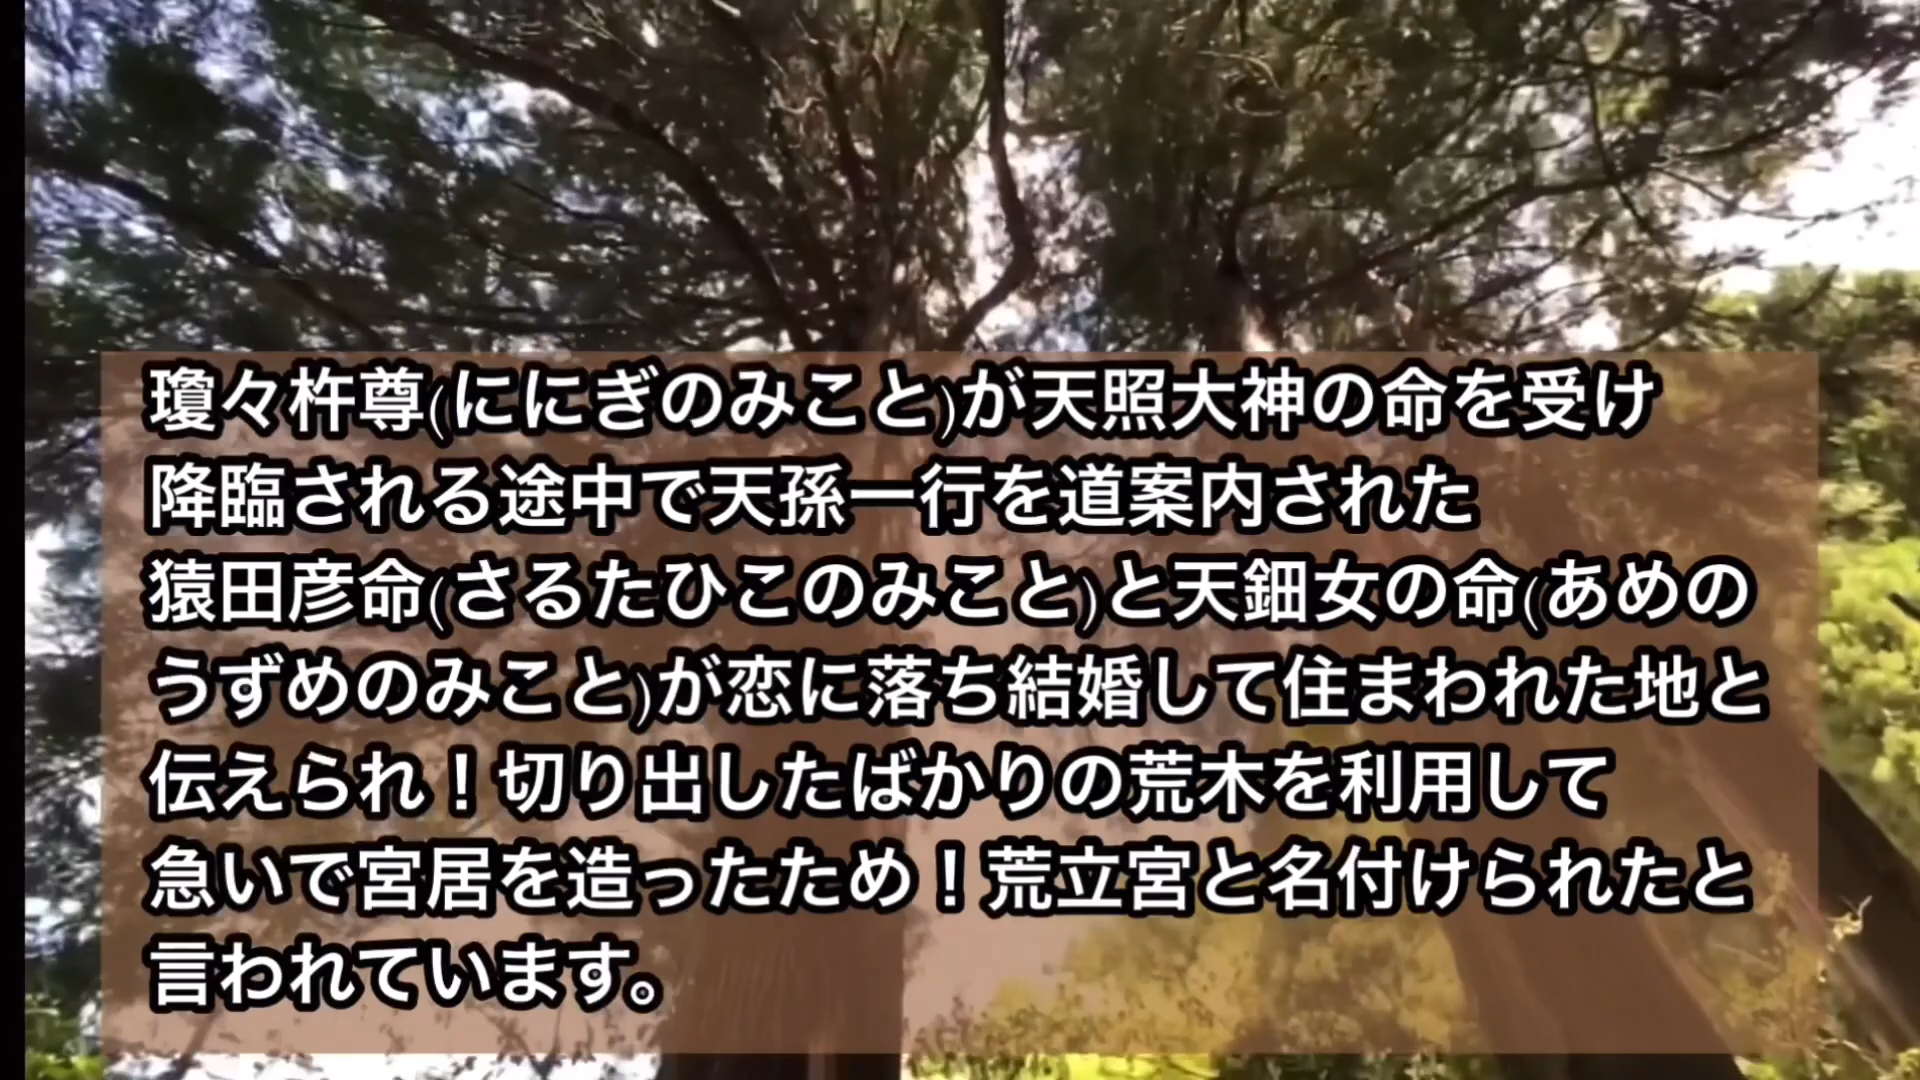 瓊々杵尊(ににぎのみこと)が天照大神の命を受け
降臨される途中で天孫一行を道案内された
猿田彦命(さるたひこのみこと)と天鈿女の命(あめの
うずめのみこと)が恋に落ち結婚して住まわれた地と
伝えられ！切り出したばかりの荒木を利用して
急いで宮居を造ったため！荒立宮と名付けられたと
言われています。